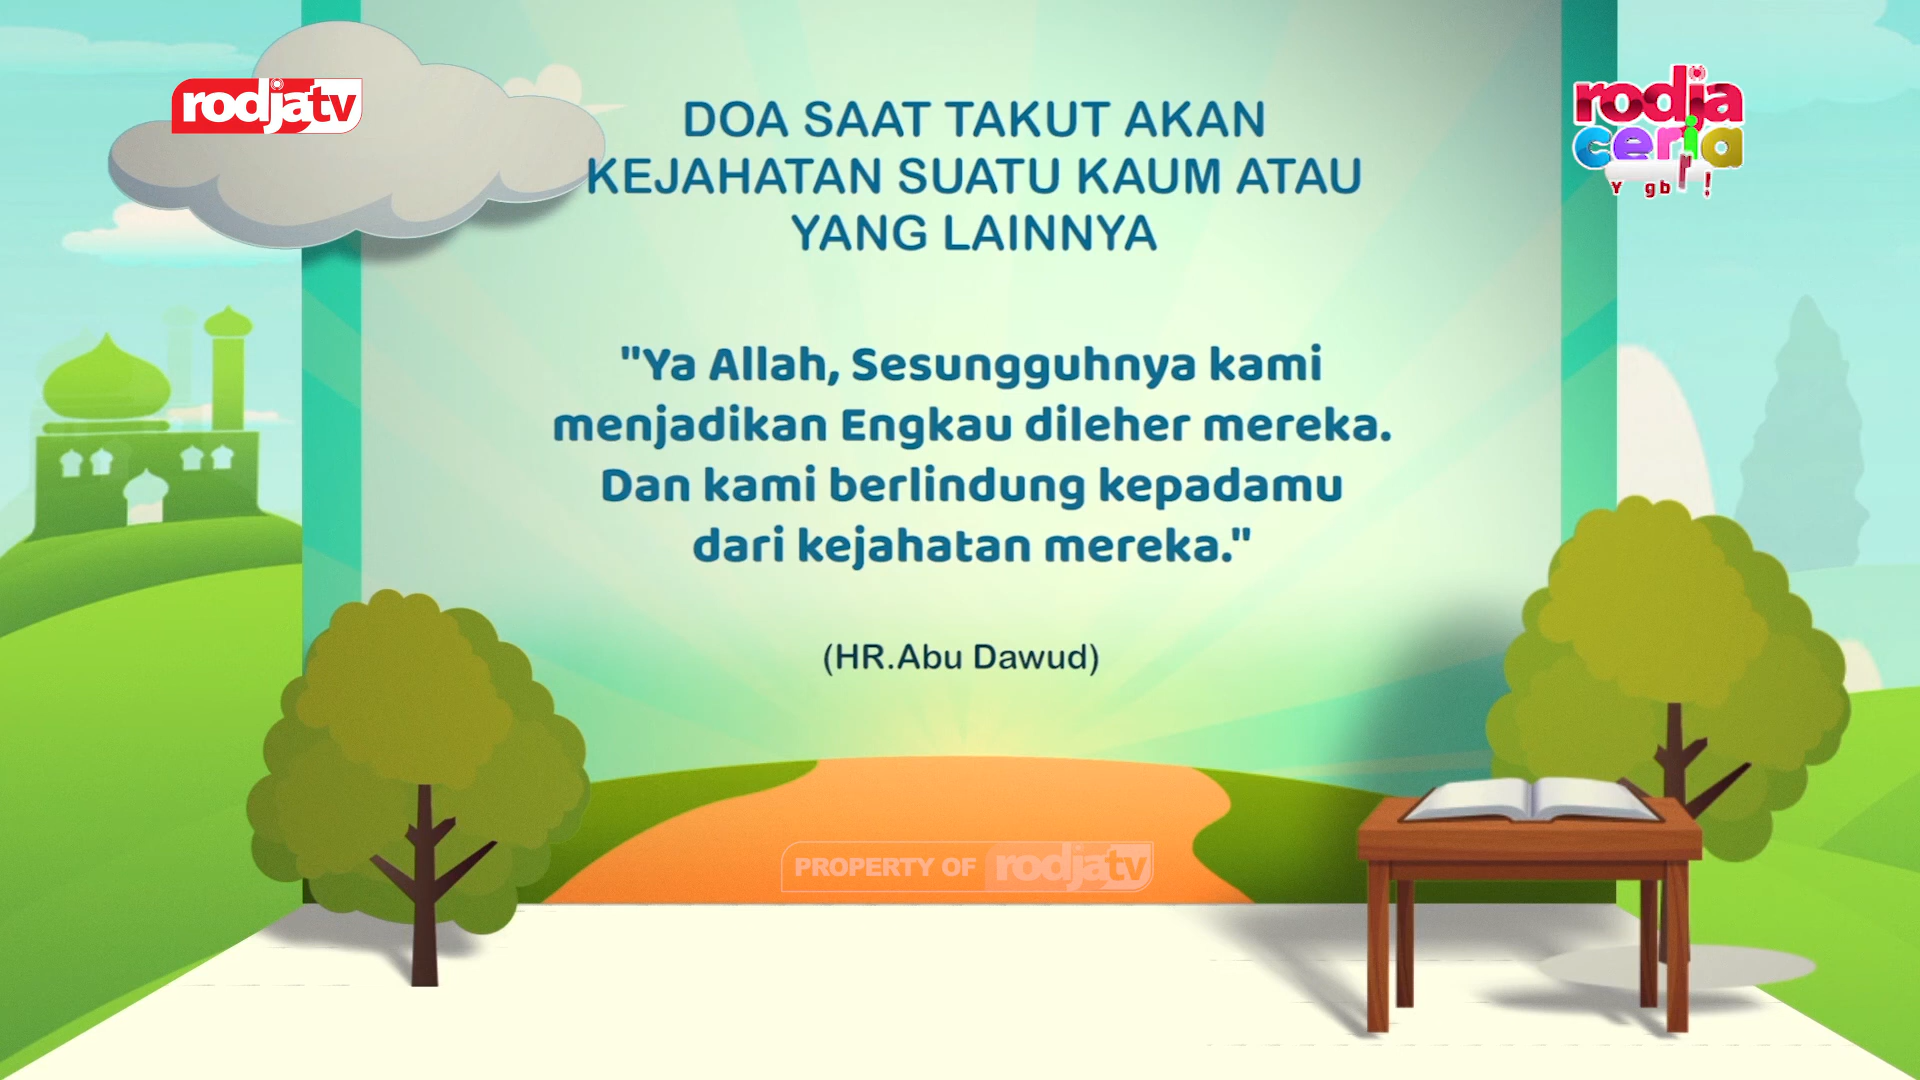 rodjatv
rodja
ceria
DOA SAAT TAKUT AKAN
KEJAHATAN SUATU KAUM ATAU
YANG LAINNYA
"Ya Allah, Sesungguhnya kami
menjadikan Engkau dileher mereka.
Dan kami berlindung kepadamu
dari kejahatan mereka."
(HR.Abu Dawud)
PROPERTY OF rodjatv